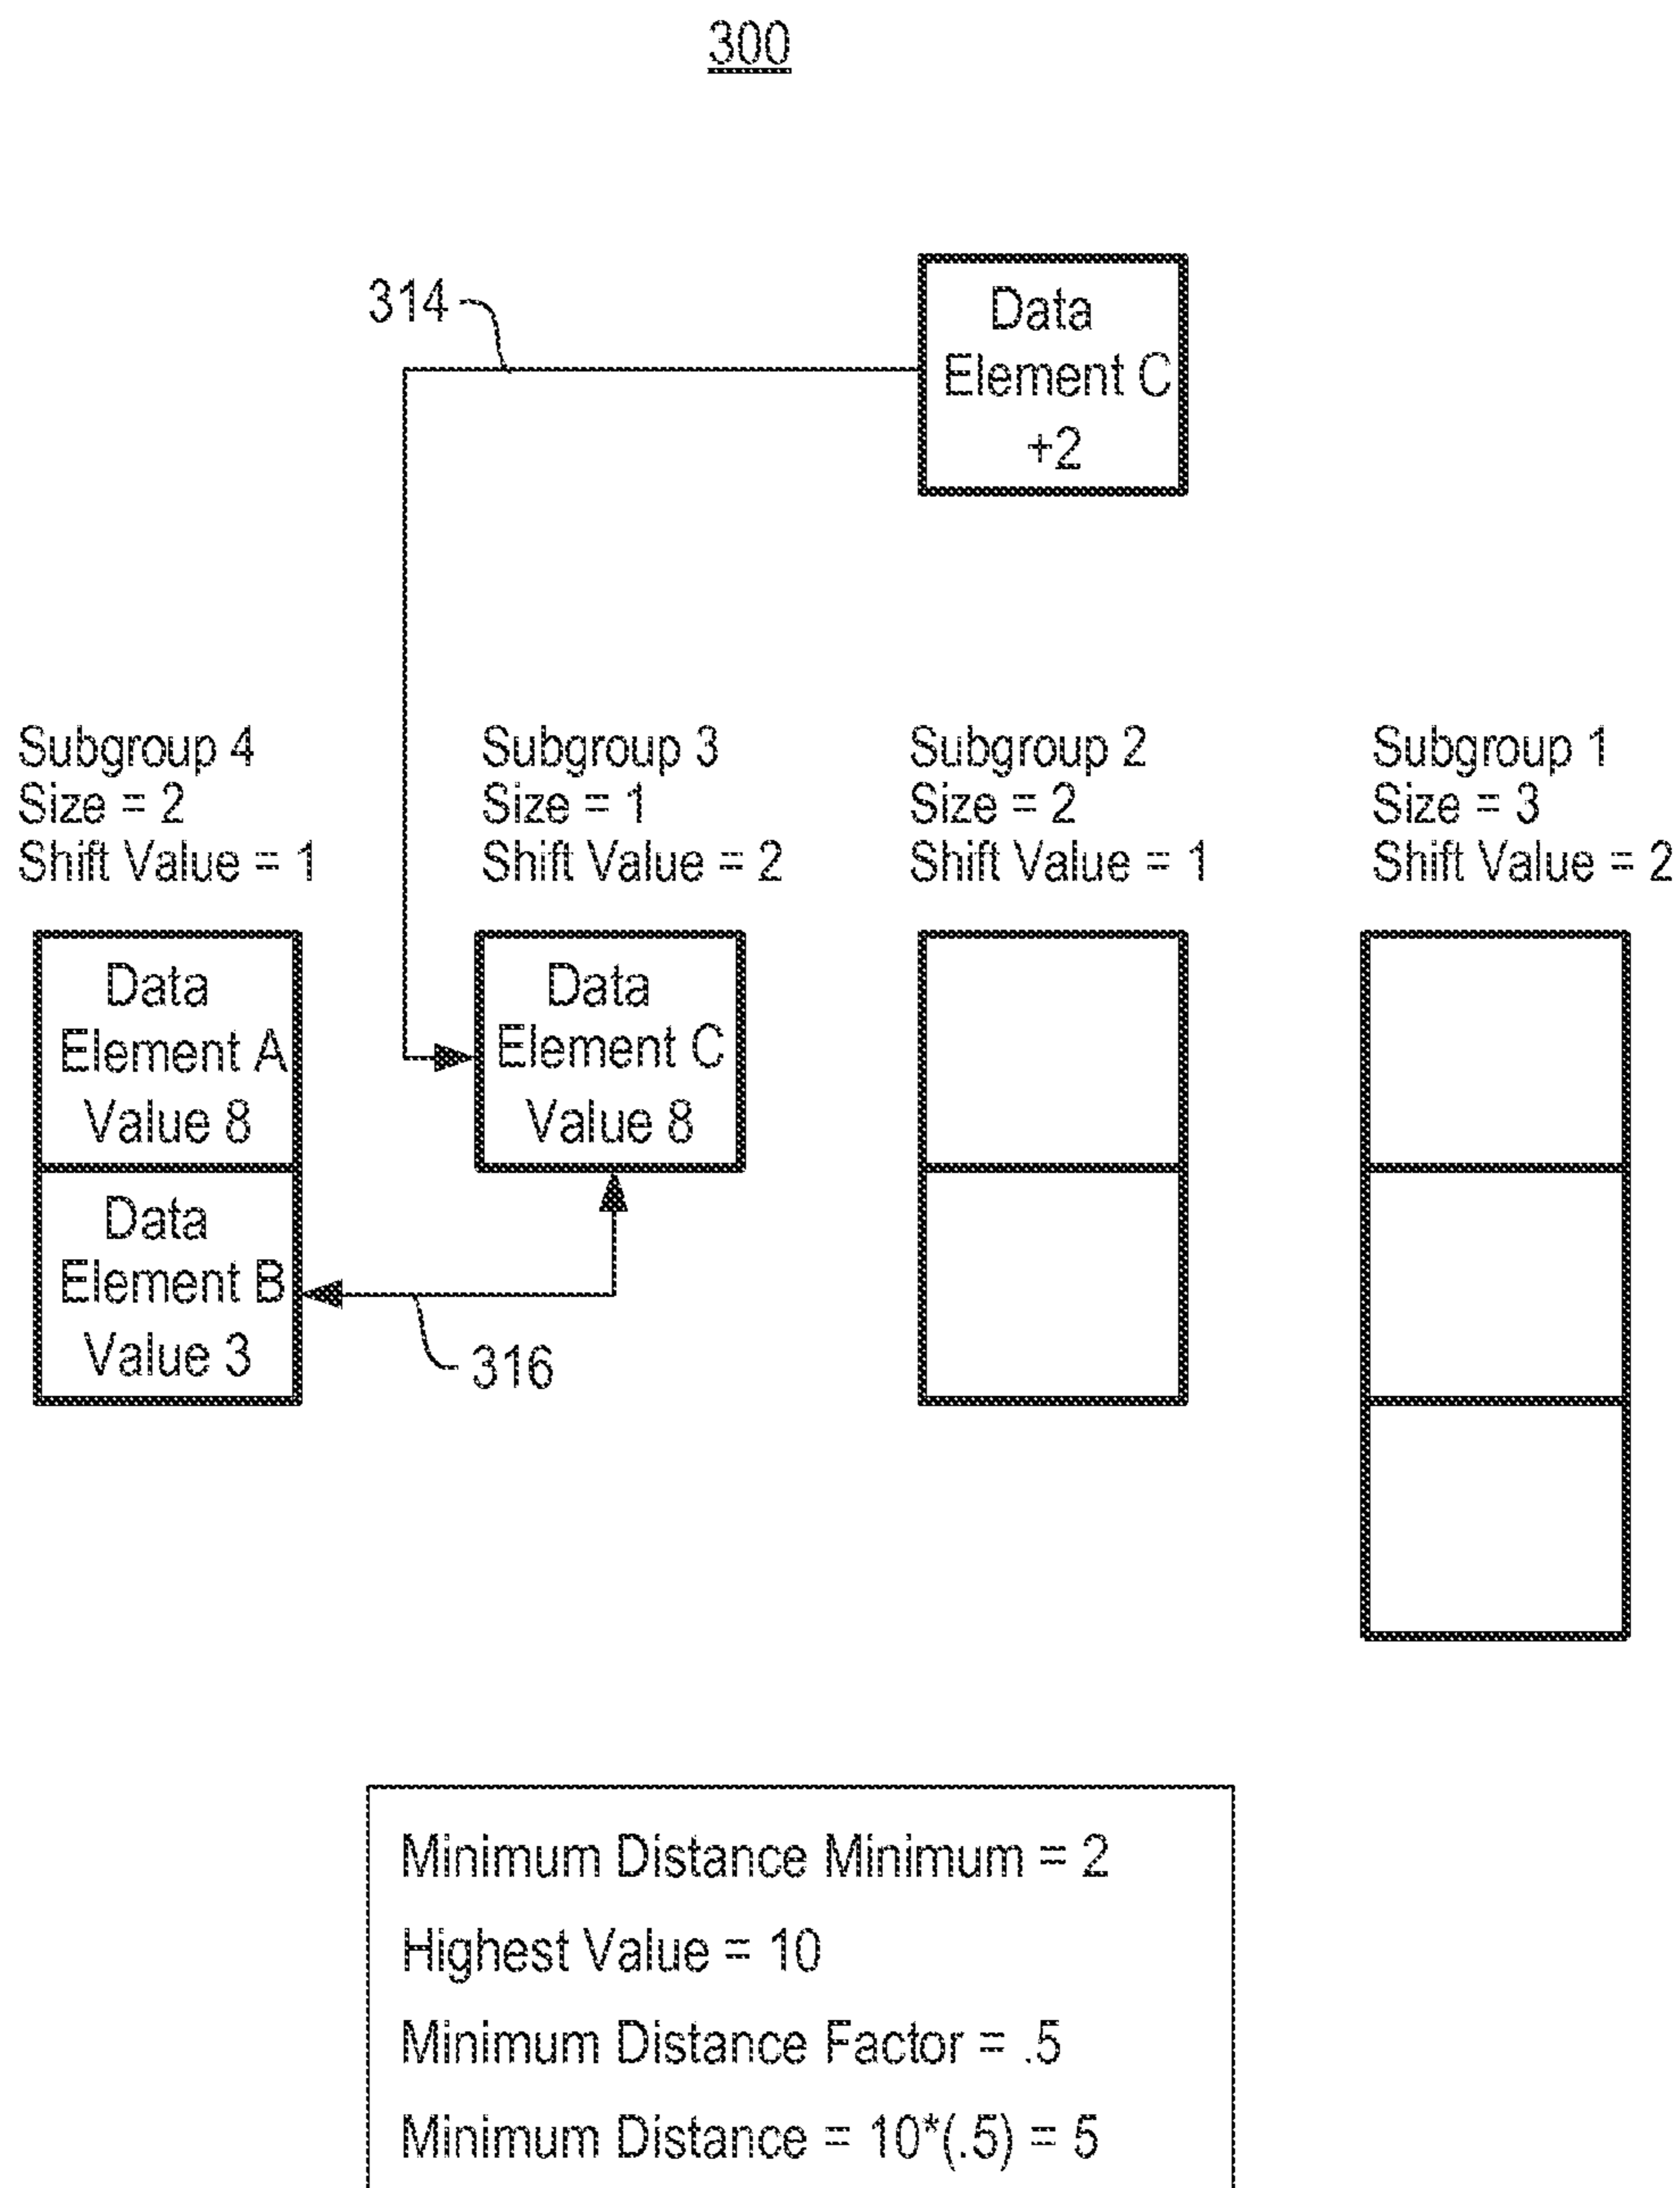 300
314
Data
Element C
+2
Subgroup 4
Size = 2
Shift Value = 1
Subgroup 3
Size = 1
Shift Value = 2
Subgroup 2
Size = 2
Shift Value = 1
Subgroup 1
Size = 3
Shift Value = 2
Data
Element A
Value 8
Data
Element C
Value 8
Data
Element B
Value 3
316
Minimum Distance Minimum = 2
Highest Value = 10
Minimum Distance Factor = .5
Minimum Distance = 10*(.5) = 5